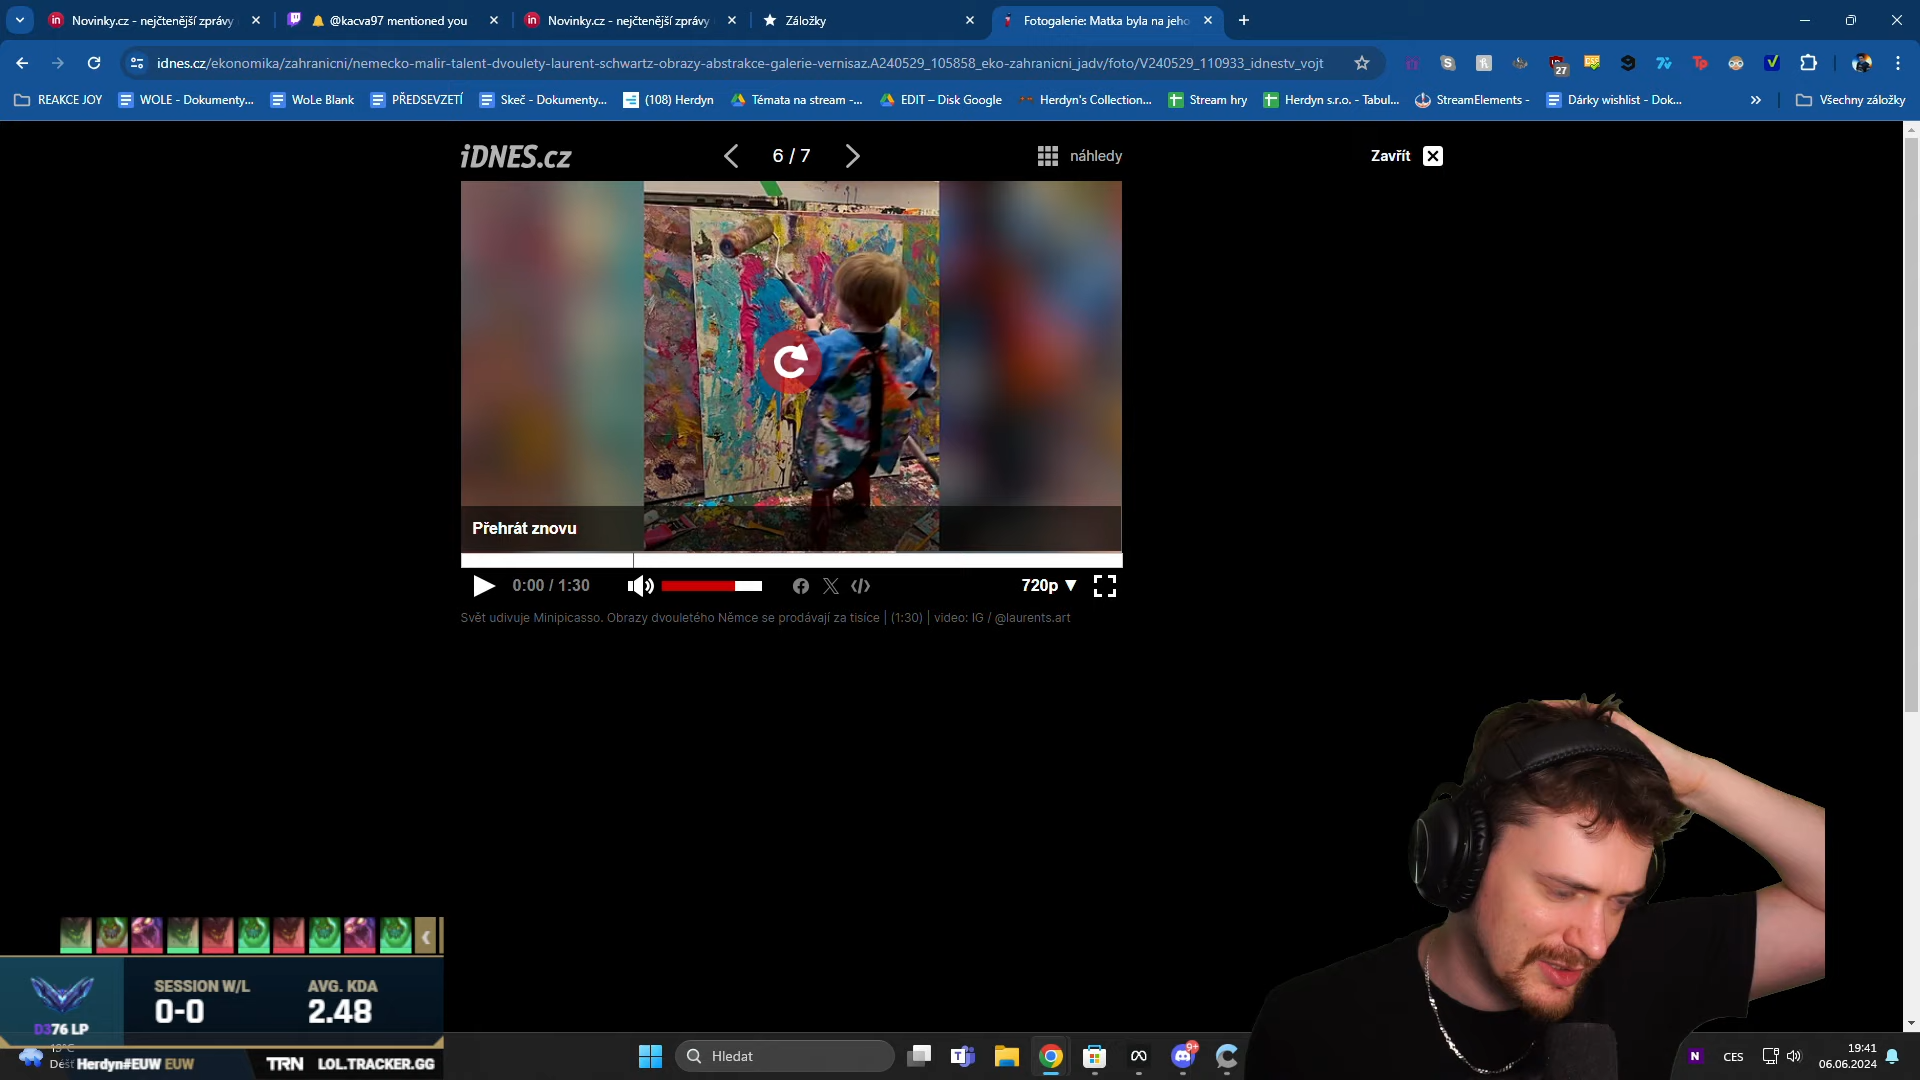 Novinky.cz - nejčtenější zprávy
@kacva97 mentioned you
Novinky.cz - nejčtenější zprávy
Záložky
Fotogalerie: Matka byla na jeho
idnes.cz/ekonomika/zahranicni/nemecko-malir-talent-dvoulety-laurent-schwartz-obrazy-abstrakce-galerie-vernisaz.A240529_105858_eko-zahranicni_jadv/foto/V240529_110933_idnestv_vojt
27
REAKCE JOY
WOLE - Dokumenty...
WoLe Blank
PŘEDSEVZETÍ
Skeč - Dokumenty...
(108) Herdyn
Témata na stream -...
EDIT – Disk Google
Herdyn's Collection...
Stream hry
Herdyn s.r.o. - Tabul...
StreamElements -
Dárky wishlist - Dok...
»
Všechny záložky
iDNES.cz
6 / 7
náhledy
Zavřít
Přehrát znovu
0:00 / 1:30
720p
Svět udivuje Minipicasso. Obrazy dvouletého Němce se prodávají za tisíce | (1:30) | video: IG / @laurents.art
SESSION W/L
0-0
AVG. KDA
2.48
D3 76 LP
Herdyn#EUW EUW
TRN LOL.TRACKER.GG
Hledat
9+
N
CES
19:41
06.06.2024